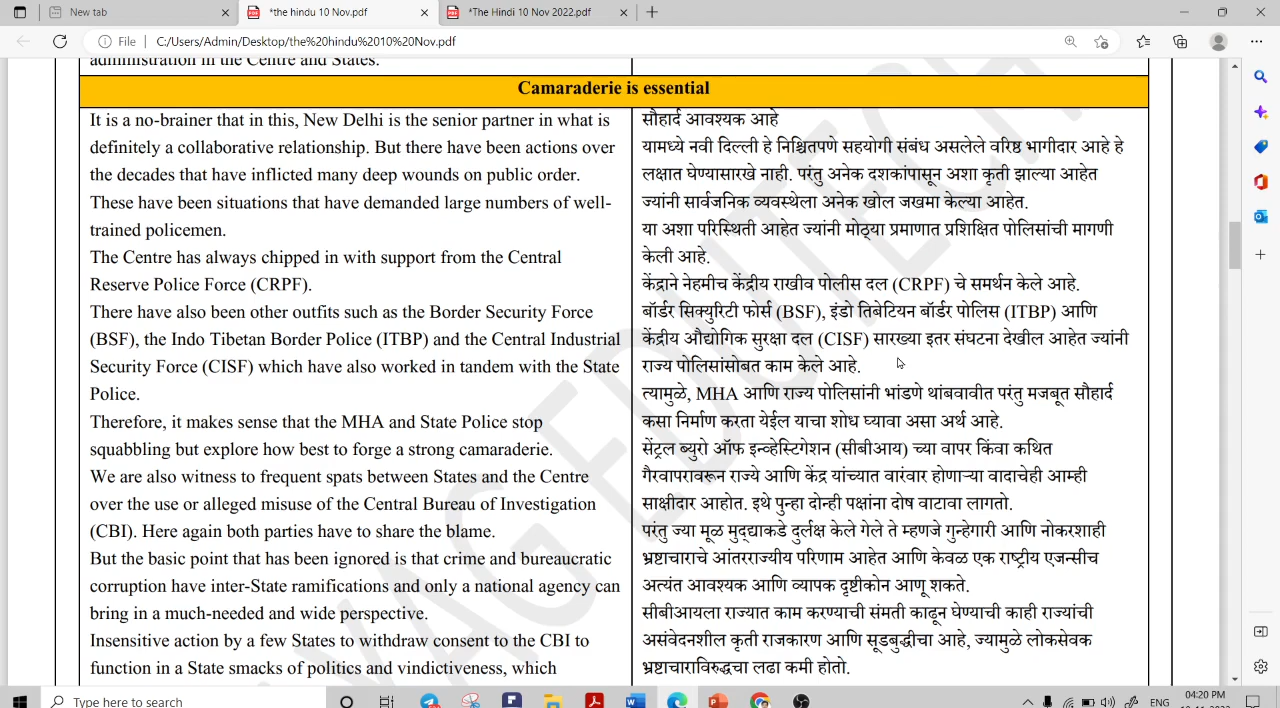 New tab
*the hindu 10 Nov.pdf
*The Hindi 10 Nov 2022.pdf
File
C:/Users/Admin/Desktop/the%20hindu%2010%20Nov.pdf
administration in the Centre and States.
Camaraderie is essential
It is a no-brainer that in this, New Delhi is the senior partner in what is
definitely a collaborative relationship. But there have been actions over
the decades that have inflicted many deep wounds on public order.
These have been situations that have demanded large numbers of well-
trained policemen.
The Centre has always chipped in with support from the Central
Reserve Police Force (CRPF).
There have also been other outfits such as the Border Security Force
(BSF), the Indo Tibetan Border Police (ITBP) and the Central Industrial
Security Force (CISF) which have also worked in tandem with the State
Police.
Therefore, it makes sense that the MHA and State Police stop
squabbling but explore how best to forge a strong camaraderie.
We are also witness to frequent spats between States and the Centre
over the use or alleged misuse of the Central Bureau of Investigation
(CBI). Here again both parties have to share the blame.
But the basic point that has been ignored is that crime and bureaucratic
corruption have inter-State ramifications and only a national agency can
bring in a much-needed and wide perspective.
Insensitive action by a few States to withdraw consent to the CBI to
function in a State smacks of politics and vindictiveness, which
सौहार्द आवश्यक आहे
यामध्ये नवी दिल्ली हे निश्चितपणे सहयोगी संबंध असलेले वरिष्ठ भागीदार आहे हे
लक्षात घेण्यासारखे नाही. परंतु अनेक दशकांपासून अशा कृती झाल्या आहेत
ज्यांनी सार्वजनिक व्यवस्थेला अनेक खोल जखमा केल्या आहेत.
या अशा परिस्थिती आहेत ज्यांनी मोठ्या प्रमाणात प्रशिक्षित पोलिसांची मागणी
केली आहे.
केंद्राने नेहमीच केंद्रीय राखीव पोलीस दल (CRPF) चे समर्थन केले आहे.
बॉर्डर सिक्युरिटी फोर्स (BSF), इंडो तिबेटियन बॉर्डर पोलिस (ITBP) आणि
केंद्रीय औद्योगिक सुरक्षा दल (CISF) सारख्या इतर संघटना देखील आहेत ज्यांनी
राज्य पोलिसांसोबत काम केले आहे.
त्यामुळे, MHA आणि राज्य पोलिसांनी भांडणे थांबवावीत परंतु मजबूत सौहार्द
कसा निर्माण करता येईल याचा शोध घ्यावा असा अर्थ आहे.
सेंट्रल ब्युरो ऑफ इन्व्हेस्टिगेशन (सीबीआय) च्या वापर किंवा कथित
गैरवापरावरून राज्ये आणि केंद्र यांच्यात वारंवार होणाऱ्या वादाचेही आम्ही
साक्षीदार आहोत. इथे पुन्हा दोन्ही पक्षांना दोष वाटावा लागतो.
परंतु ज्या मूळ मुद्द्याकडे दुर्लक्ष केले गेले ते म्हणजे गुन्हेगारी आणि नोकरशाही
भ्रष्टाचाराचे आंतरराज्यीय परिणाम आहेत आणि केवळ एक राष्ट्रीय एजन्सीच
अत्यंत आवश्यक आणि व्यापक दृष्टीकोन आणू शकते.
सीबीआयला राज्यात काम करण्याची संमती काढून घेण्याची काही राज्यांची
असंवेदनशील कृती राजकारण आणि सूडबुद्धीचा आहे, ज्यामुळे लोकसेवक
भ्रष्टाचाराविरुद्धचा लढा कमी होतो.
Type here to search
ENG
04:20 PM